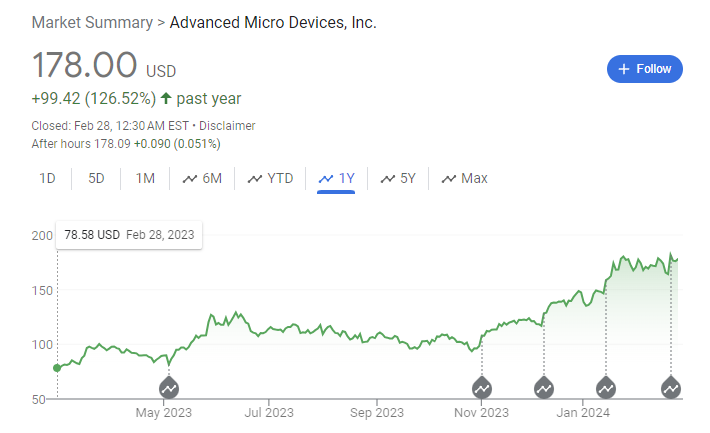 Market Summary > Advanced Micro Devices, Inc.
178.00 USD
+ Follow
+99.42 (126.52%) ↑ past year
Closed: Feb 28, 12:30 AM EST • Disclaimer
After hours 178.09 +0.090 (0.051%)
1D 5D 1M 6M YTD 1Y 5Y Max
200
78.58 USD Feb 28, 2023
150
100
50
May 2023 Jul 2023 Sep 2023 Nov 2023 Jan 2024